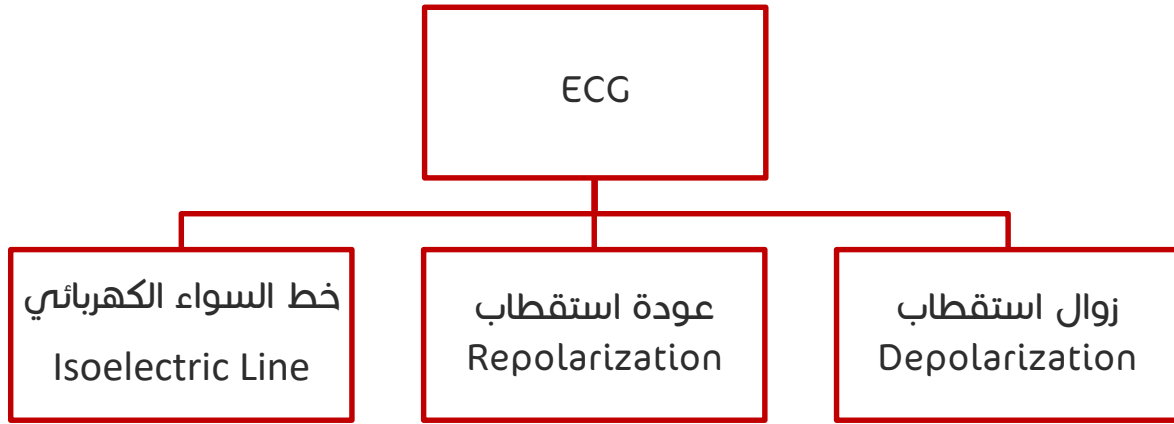 ECG
زوال استقطاب
Depolarization
عودة استقطاب
Repolarization
خط السواء الكهربائي
Isoelectric Line